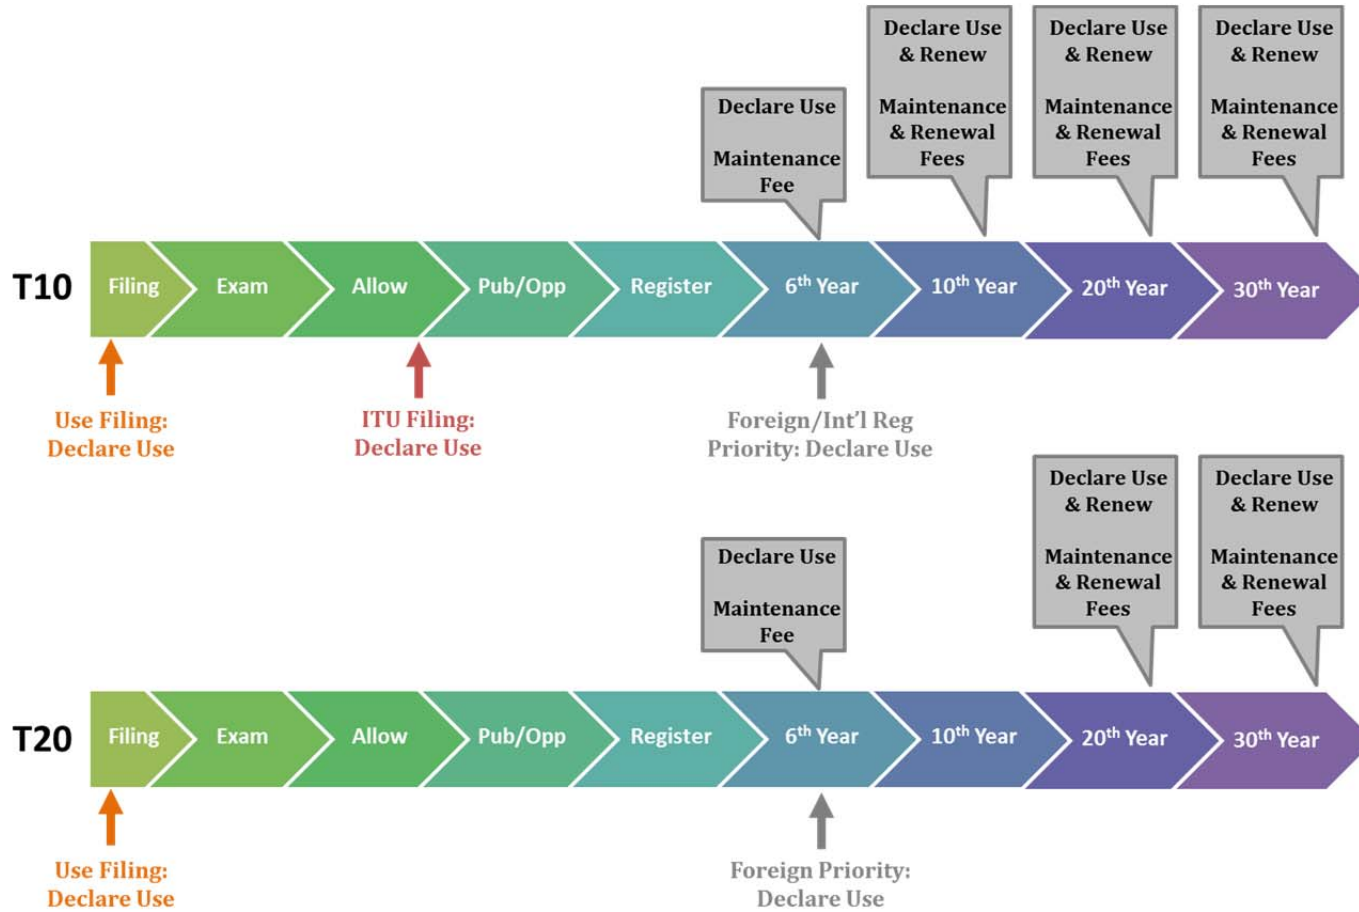 Declare Use
& Renew
Maintenance
& Renewal
Fees
Declare Use
& Renew
Maintenance
& Renewal
Fees
Declare Use
& Renew
Maintenance
& Renewal
Fees
Declare Use
Maintenance
Fee
T10
Filing
Exam
Allow
Pub/Opp
Register
6th Year
10th Year
20th Year
30th Year
Use Filing:
Declare Use
ITU Filing:
Declare Use
Foreign/Int'l Reg
Priority: Declare Use
Declare Use
& Renew
Maintenance
& Renewal
Fees
Declare Use
& Renew
Maintenance
& Renewal
Fees
Declare Use
Maintenance
Fee
T20
Filing
Exam
Allow
Pub/Opp
Register
6th Year
10th Year
20th Year
30th Year
Use Filing:
Declare Use
Foreign Priority:
Declare Use